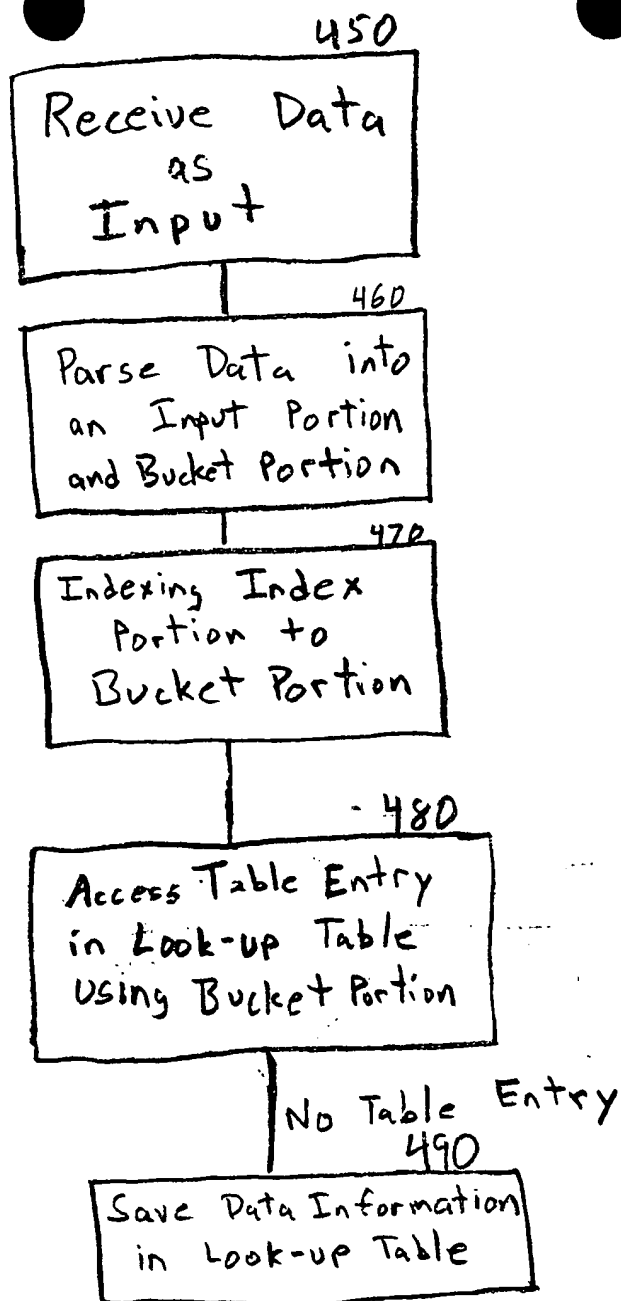 450
Receive Data
as
Input
460
Parse Data into
an Input Portion
and Bucket Portion
470
Indexing Index
Portion to
Bucket Portion
480
Access Table Entry
in Look-up Table
Using Bucket Portion
No Table Entry
490
Save Data Information
in Look-up Table